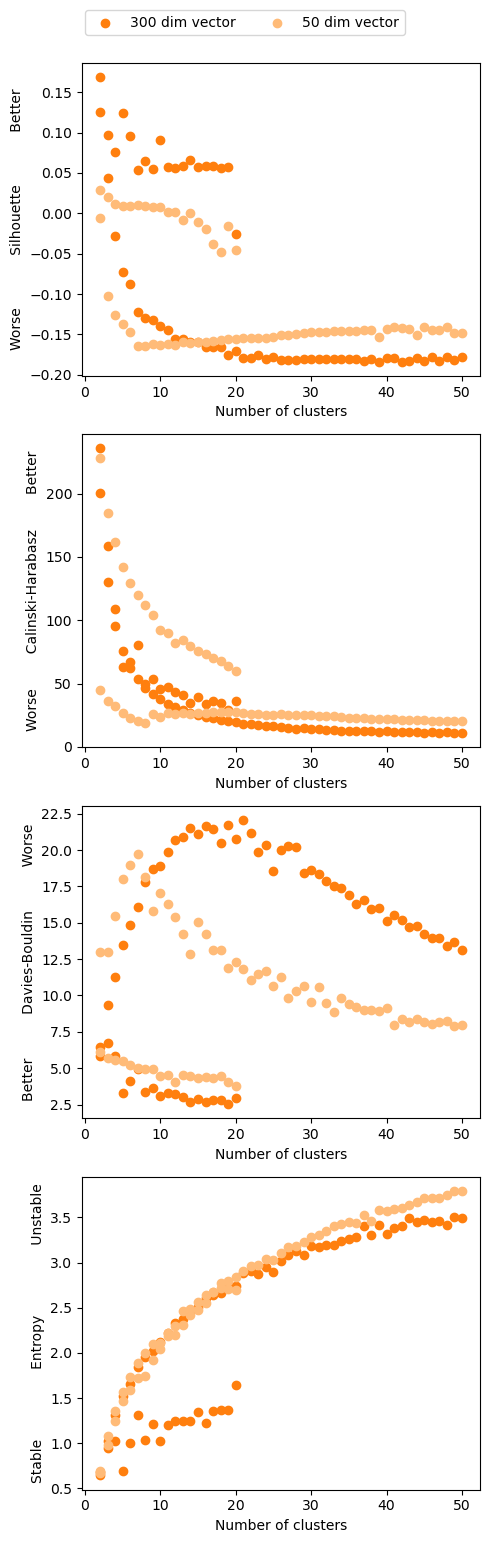 300 dim vector 50 dim vector
Better
Silhouette
Worse
0.15
0.10
0.05
0.00
−0.05
−0.10
−0.15
−0.20
0 10 20 30 40 50
Number of clusters
Better
Calinski-Harabasz
Worse
200
150
100
50
0
0 10 20 30 40 50
Number of clusters
Worse
Davies-Bouldin
Better
22.5
20.0
17.5
15.0
12.5
10.0
7.5
5.0
2.5
0 10 20 30 40 50
Number of clusters
Unstable
Entropy
Stable
3.5
3.0
2.5
2.0
1.5
1.0
0.5
0 10 20 30 40 50
Number of clusters